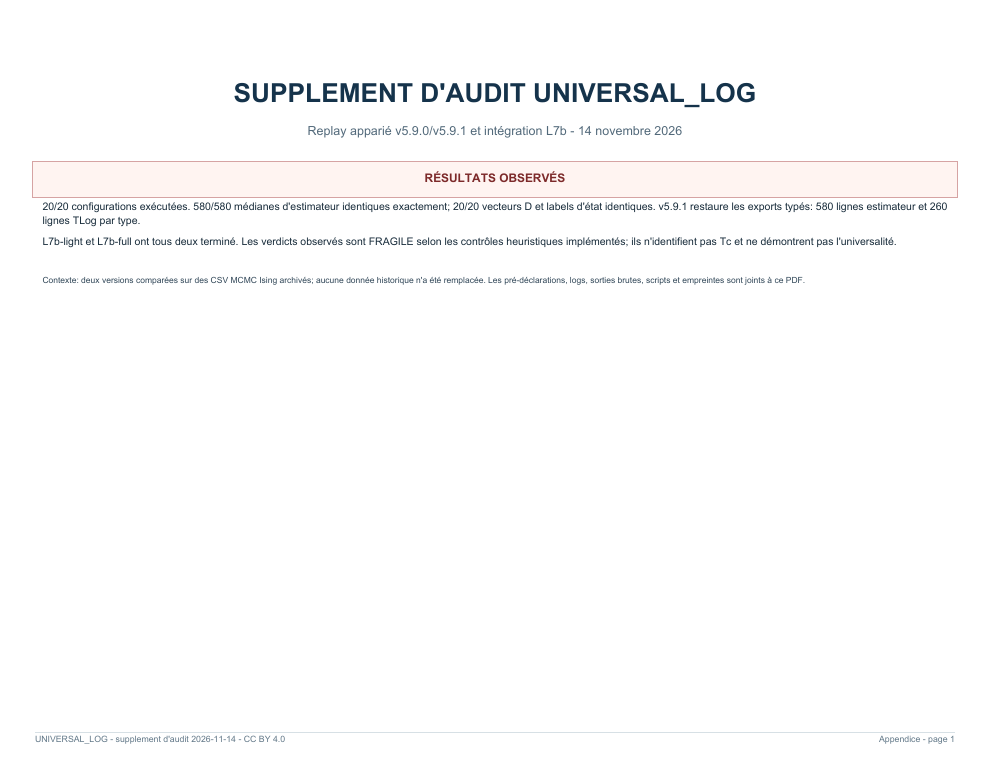 SUPPLEMENT D'AUDIT UNIVERSAL_LOG
Replay apparié v5.9.0/v5.9.1 et intégration L7b - 14 novembre 2026
RÉSULTATS OBSERVÉS
20/20 configurations exécutées. 580/580 médianes d'estimateur identiques exactement; 20/20 vecteurs D et labels d'état identiques. v5.9.1 restaure les exports typés: 580 lignes estimateur et 260
lignes TLog par type.
L7b-light et L7b-full ont tous deux terminé. Les verdicts observés sont FRAGILE selon les contrôles heuristiques implémentés; ils n'identifient pas Tc et ne démontrent pas l'universalité.
Contexte: deux versions comparées sur des CSV MCMC Ising archivés; aucune donnée historique n'a été remplacée. Les pré-déclarations, logs, sorties brutes, scripts et empreintes sont joints à ce PDF.
UNIVERSAL_LOG - supplement d'audit 2026-11-14 - CC BY 4.0
Appendice - page 1